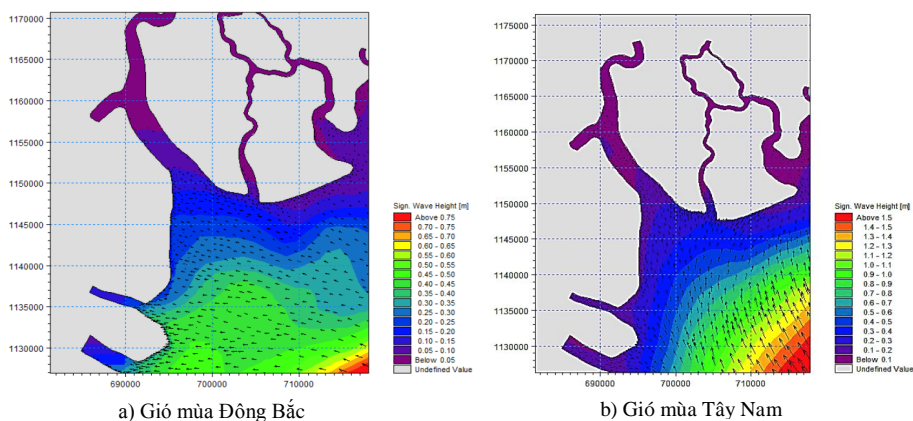 1170000
1165000
1160000
1155000
1150000
1145000
1140000
1135000
1130000
690000
700000
710000
Sign. Wave Height [m]
Above 0.75
0.70 - 0.75
0.65 - 0.70
0.60 - 0.65
0.55 - 0.60
0.50 - 0.55
0.45 - 0.50
0.40 - 0.45
0.35 - 0.40
0.30 - 0.35
0.25 - 0.30
0.20 - 0.25
0.15 - 0.20
0.10 - 0.15
0.05 - 0.10
Below 0.05
Undefined Value
a) Gió mùa Đông Bắc
1175000
1170000
1165000
1160000
1155000
1150000
1145000
1140000
1135000
1130000
690000
700000
710000
Sign. Wave Height [m]
Above 1.5
1.4 - 1.5
1.3 - 1.4
1.2 - 1.3
1.1 - 1.2
1.0 - 1.1
0.9 - 1.0
0.8 - 0.9
0.7 - 0.8
0.6 - 0.7
0.5 - 0.6
0.4 - 0.5
0.3 - 0.4
0.2 - 0.3
0.1 - 0.2
Below 0.1
Undefined Value
b) Gió mùa Tây Nam